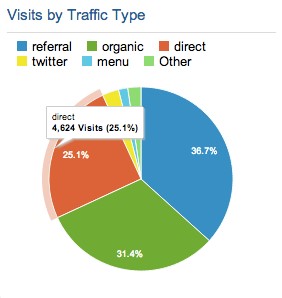 Visits by Traffic Type
referral organic direct
twitter menu Other
direct
4,624 Visits (25.1%)
36.7%
25.1%
31.4%